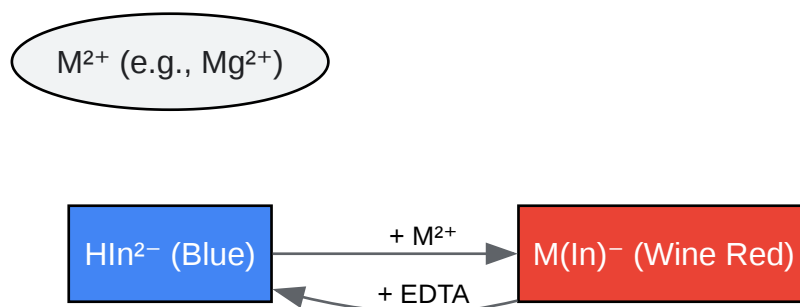 M²⁺ (e.g., Mg²⁺)
+ M²⁺
HIn²⁻ (Blue)
M(In)⁻ (Wine Red)
+ EDTA